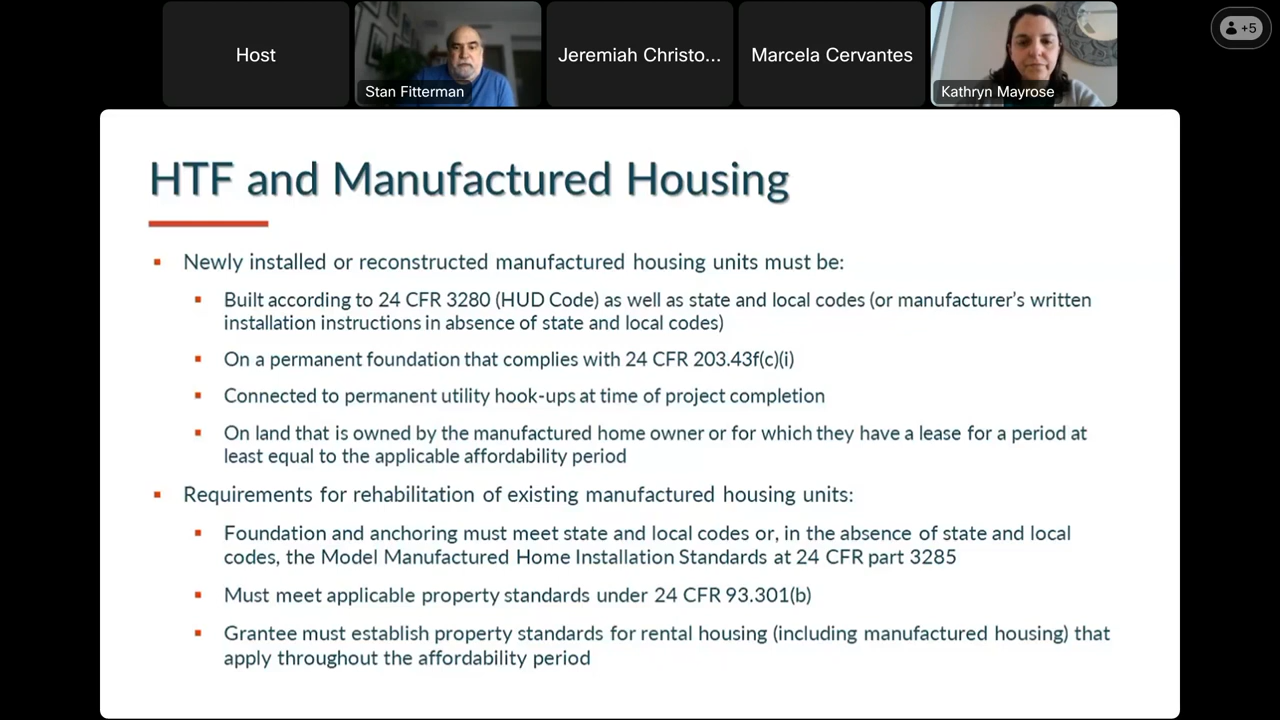 Host
Stan Fitterman
Jeremiah Christo...
Marcela Cervantes
Kathryn Mayrose
+5
HTF and Manufactured Housing
▪ Newly installed or reconstructed manufactured housing units must be:
▪ Built according to 24 CFR 3280 (HUD Code) as well as state and local codes (or manufacturer's written
installation instructions in absence of state and local codes)
▪ On a permanent foundation that complies with 24 CFR 203.43f(c)(i)
▪ Connected to permanent utility hook-ups at time of project completion
▪ On land that is owned by the manufactured home owner or for which they have a lease for a period at
least equal to the applicable affordability period
▪ Requirements for rehabilitation of existing manufactured housing units:
▪ Foundation and anchoring must meet state and local codes or, in the absence of state and local
codes, the Model Manufactured Home Installation Standards at 24 CFR part 3285
▪ Must meet applicable property standards under 24 CFR 93.301(b)
▪ Grantee must establish property standards for rental housing (including manufactured housing) that
apply throughout the affordability period